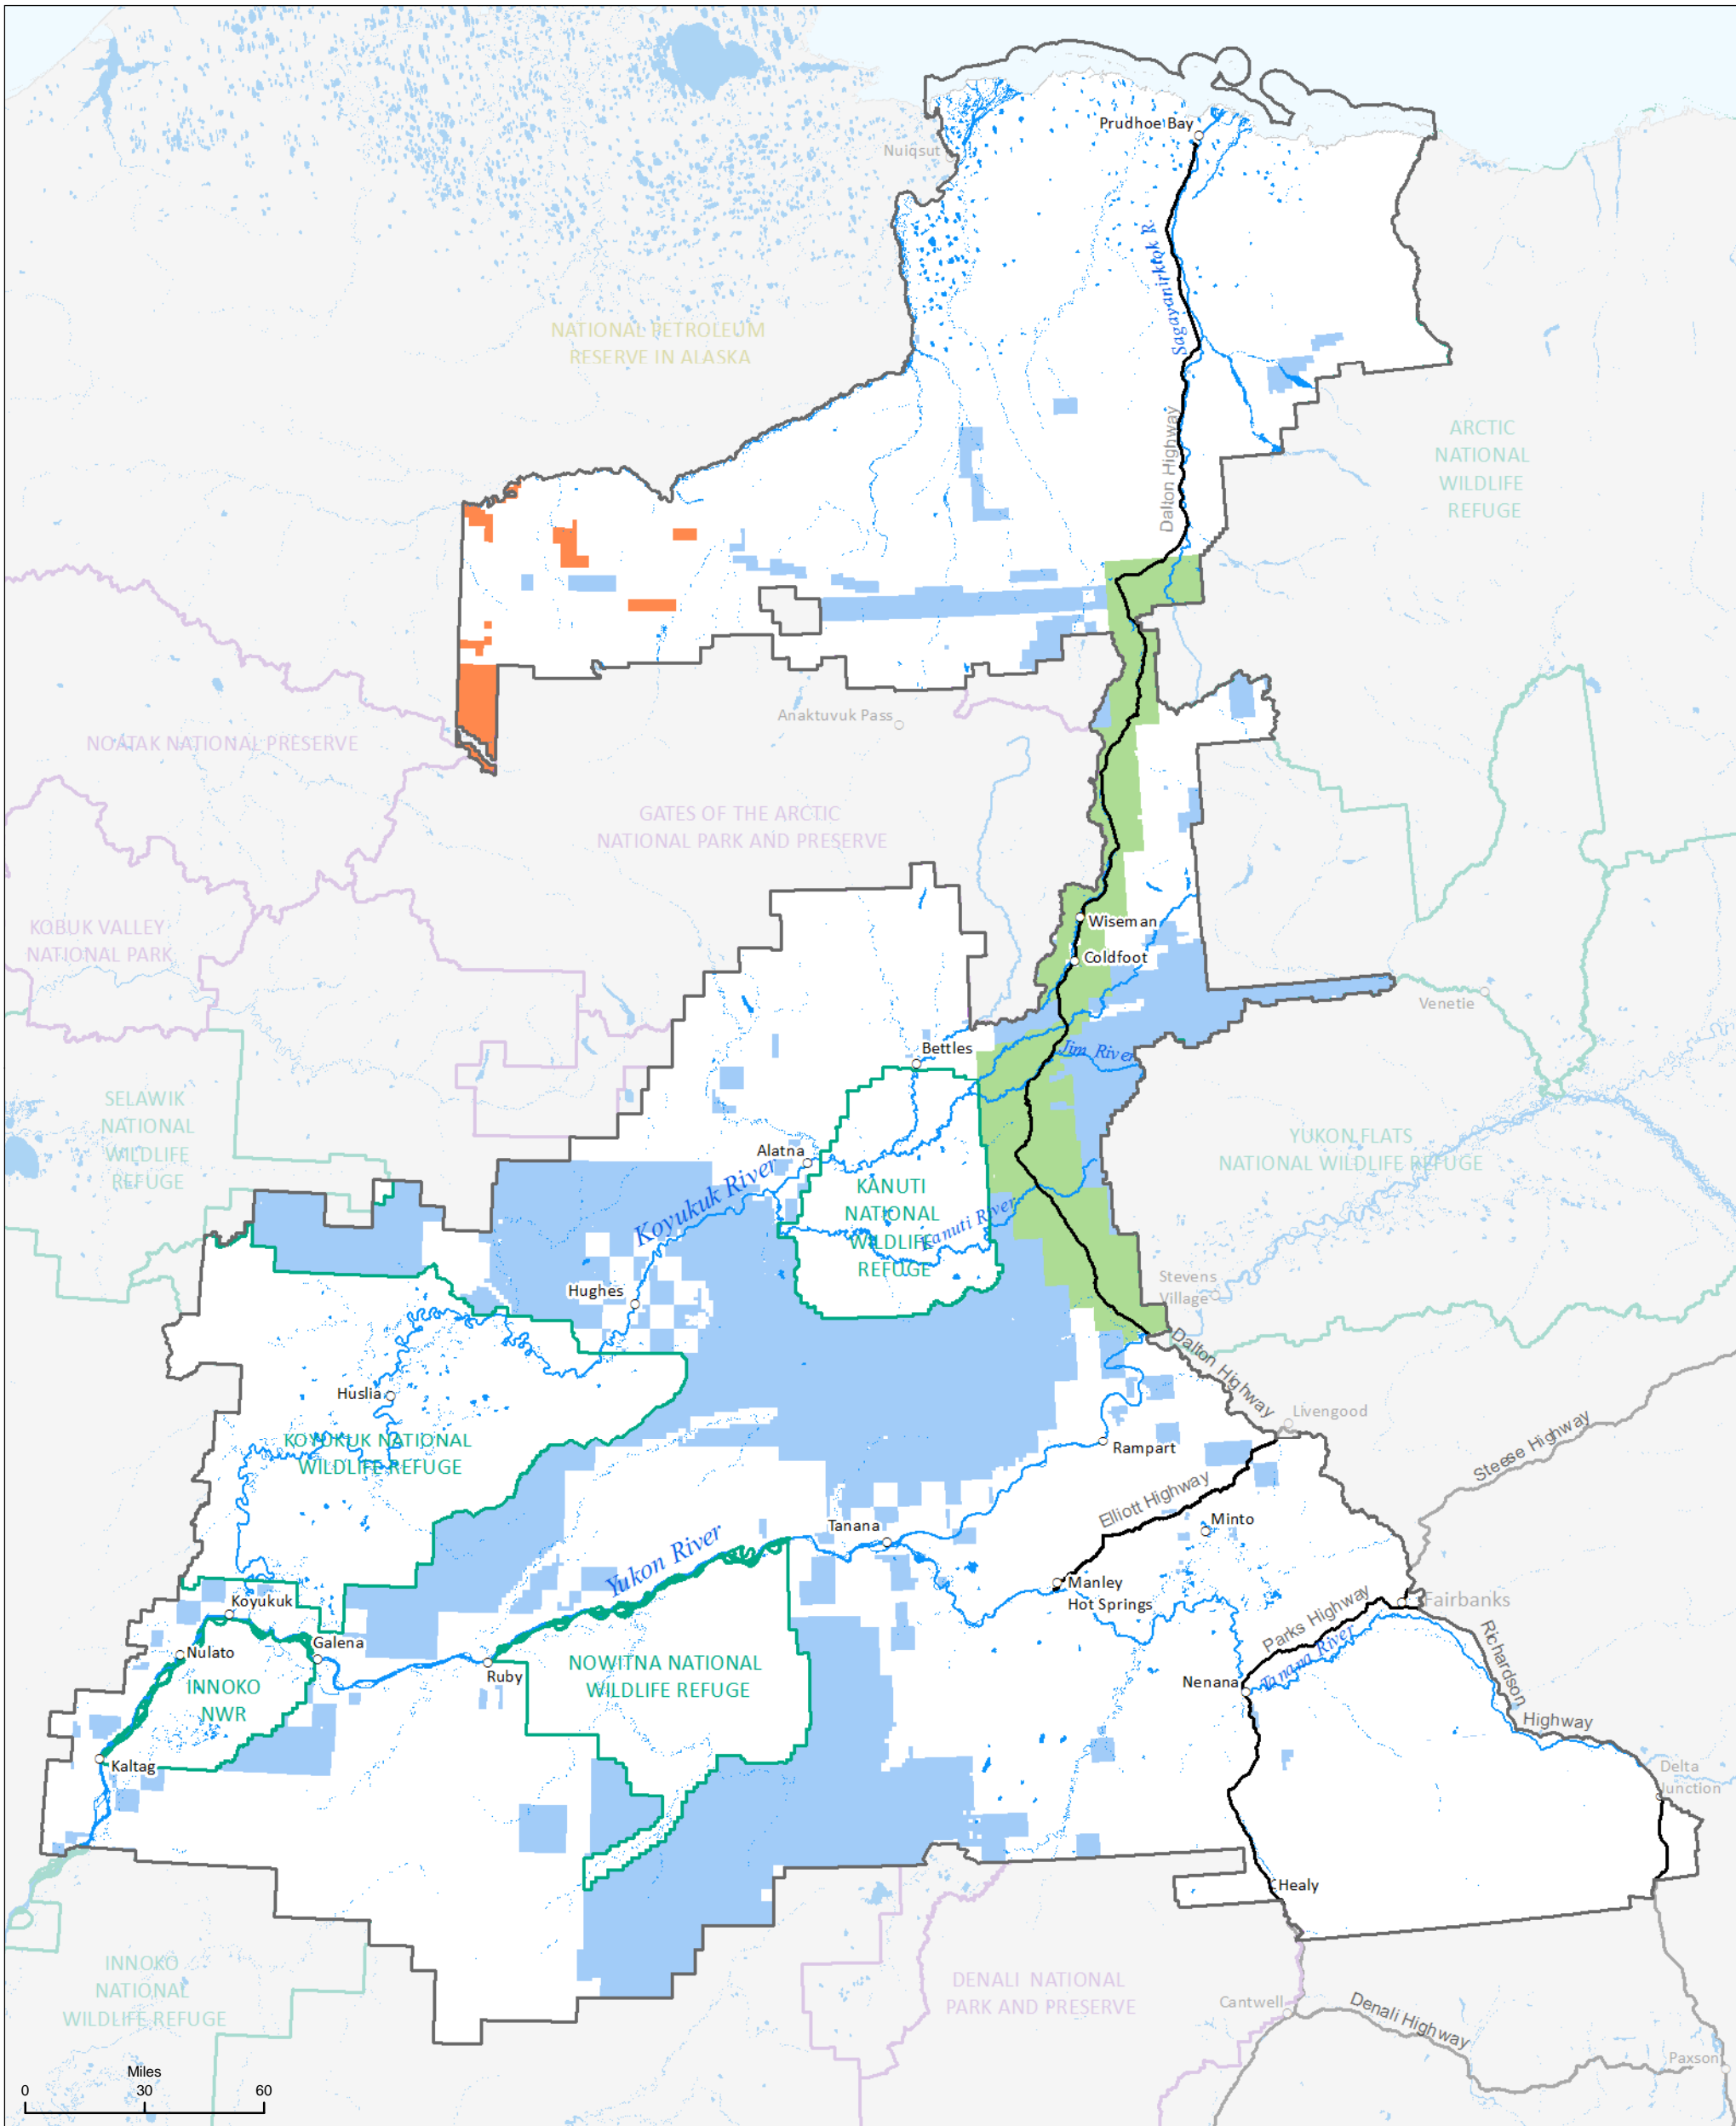 Prudhoe Bay
Nuiqsut
Sagavanirktok R
NATIONAL PETROLEUM
RESERVE IN ALASKA
Dalton Highway
ARCTIC
NATIONAL
WILDLIFE
REFUGE
Anaktuvuk Pass
NOATAK NATIONAL PRESERVE
GATES OF THE ARCTIC
NATIONAL PARK AND PRESERVE
KOBUK VALLEY
NATIONAL PARK
Wiseman
Coldfoot
Venetie
Bettles
Jim River
SELAWIK
NATIONAL
WILDLIFE
REFUGE
YUKON FLATS
NATIONAL WILDLIFE REFUGE
Alatna
Koyukuk River
KANUTI
NATIONAL
WILDLIFE
REFUGE
Kanuti River
Stevens
Village
Hughes
Dalton Highway
Huslia
Livengood
KOYUKUK NATIONAL
WILDLIFE REFUGE
Rampart
Steese Highway
Elliott Highway
Tanana
Minto
Yukon River
Manley
Hot Springs
Koyukuk
Fairbanks
Parks Highway
Galena
Nulato
Tanana River
Richardson
Highway
Ruby
NOWITNA NATIONAL
WILDLIFE REFUGE
INNOKO
NWR
Nenana
Kaltag
Delta
Junction
Healy
INNOKO
NATIONAL
WILDLIFE REFUGE
DENALI NATIONAL
PARK AND PRESERVE
Cantwell
Denali Highway
Paxson
Miles
0 30 60